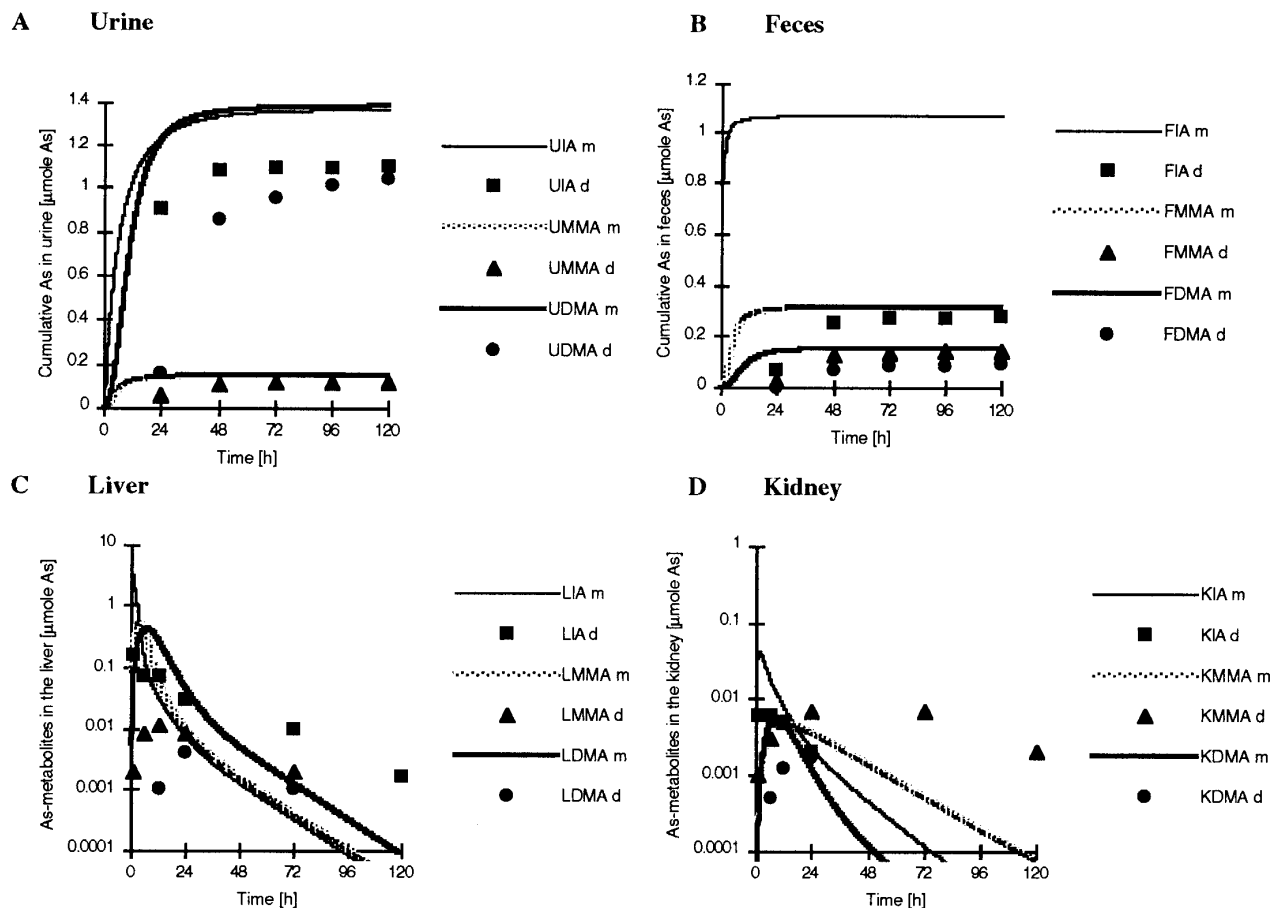 A Urine
Cumulative As in urine [µmole As]
1.4
1.2
1
0.8
0.6
0.4
0.2
0
0 24 48 72 96 120
Time [h]
UIA m
UIA d
UMMA m
UMMA d
UDMA m
UDMA d
B Feces
Cumulative As in feces [µmole As]
1.2
1
0.8
0.6
0.4
0.2
0
0 24 48 72 96 120
Time [h]
FIA m
FIA d
FMMA m
FMMA d
FDMA m
FDMA d
C Liver
As-metabolites in the liver [µmole As]
10
1
0.1
0.01
0.001
0.0001
0 24 48 72 96 120
Time [h]
LIA m
LIA d
LMMA m
LMMA d
LDMA m
LDMA d
D Kidney
As-metabolites in the kidney [µmole As]
1
0.1
0.01
0.001
0.0001
0 24 48 72 96 120
Time [h]
KIA m
KIA d
KMMA m
KMMA d
KDMA m
KDMA d